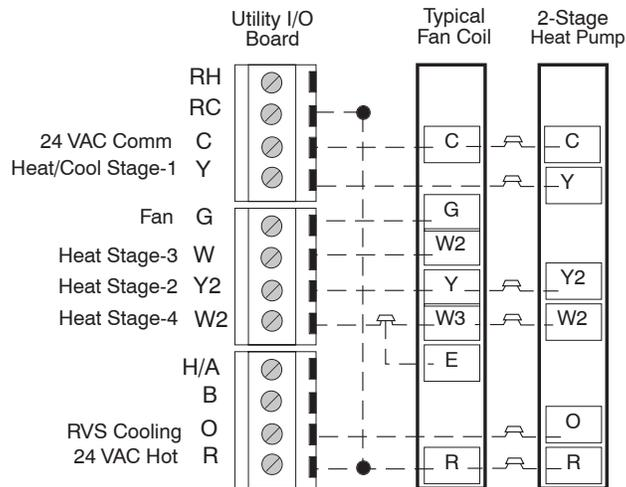 Utility I/O
Board
Typical
Fan Coil
2-Stage
Heat Pump
RH
RC
24 VAC Comm C C C
Heat/Cool Stage-1 Y Y
Fan G G
Heat Stage-3 W W2
Heat Stage-2 Y2 Y Y2
Heat Stage-4 W2 W3 W2
H/A E
B
RVS Cooling O O
24 VAC Hot R R R